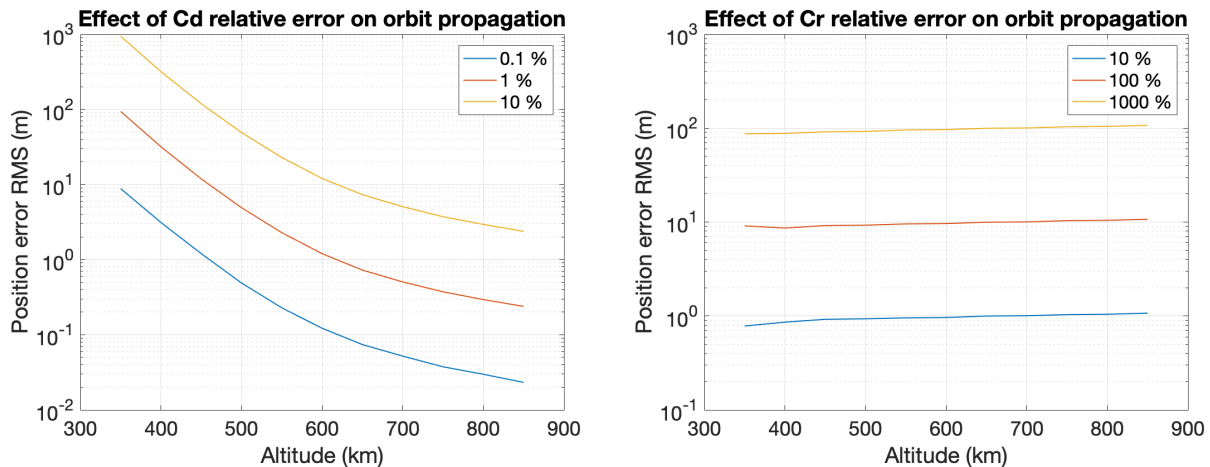 Effect of Cd relative error on orbit propagation
10^3
10^2
10^1
10^0
10^-1
10^-2
Position error RMS (m)
0.1 %
1 %
10 %
300 400 500 600 700 800 900
Altitude (km)
Effect of Cr relative error on orbit propagation
10^3
10^2
10^1
10^0
10^-1
Position error RMS (m)
10 %
100 %
1000 %
300 400 500 600 700 800 900
Altitude (km)